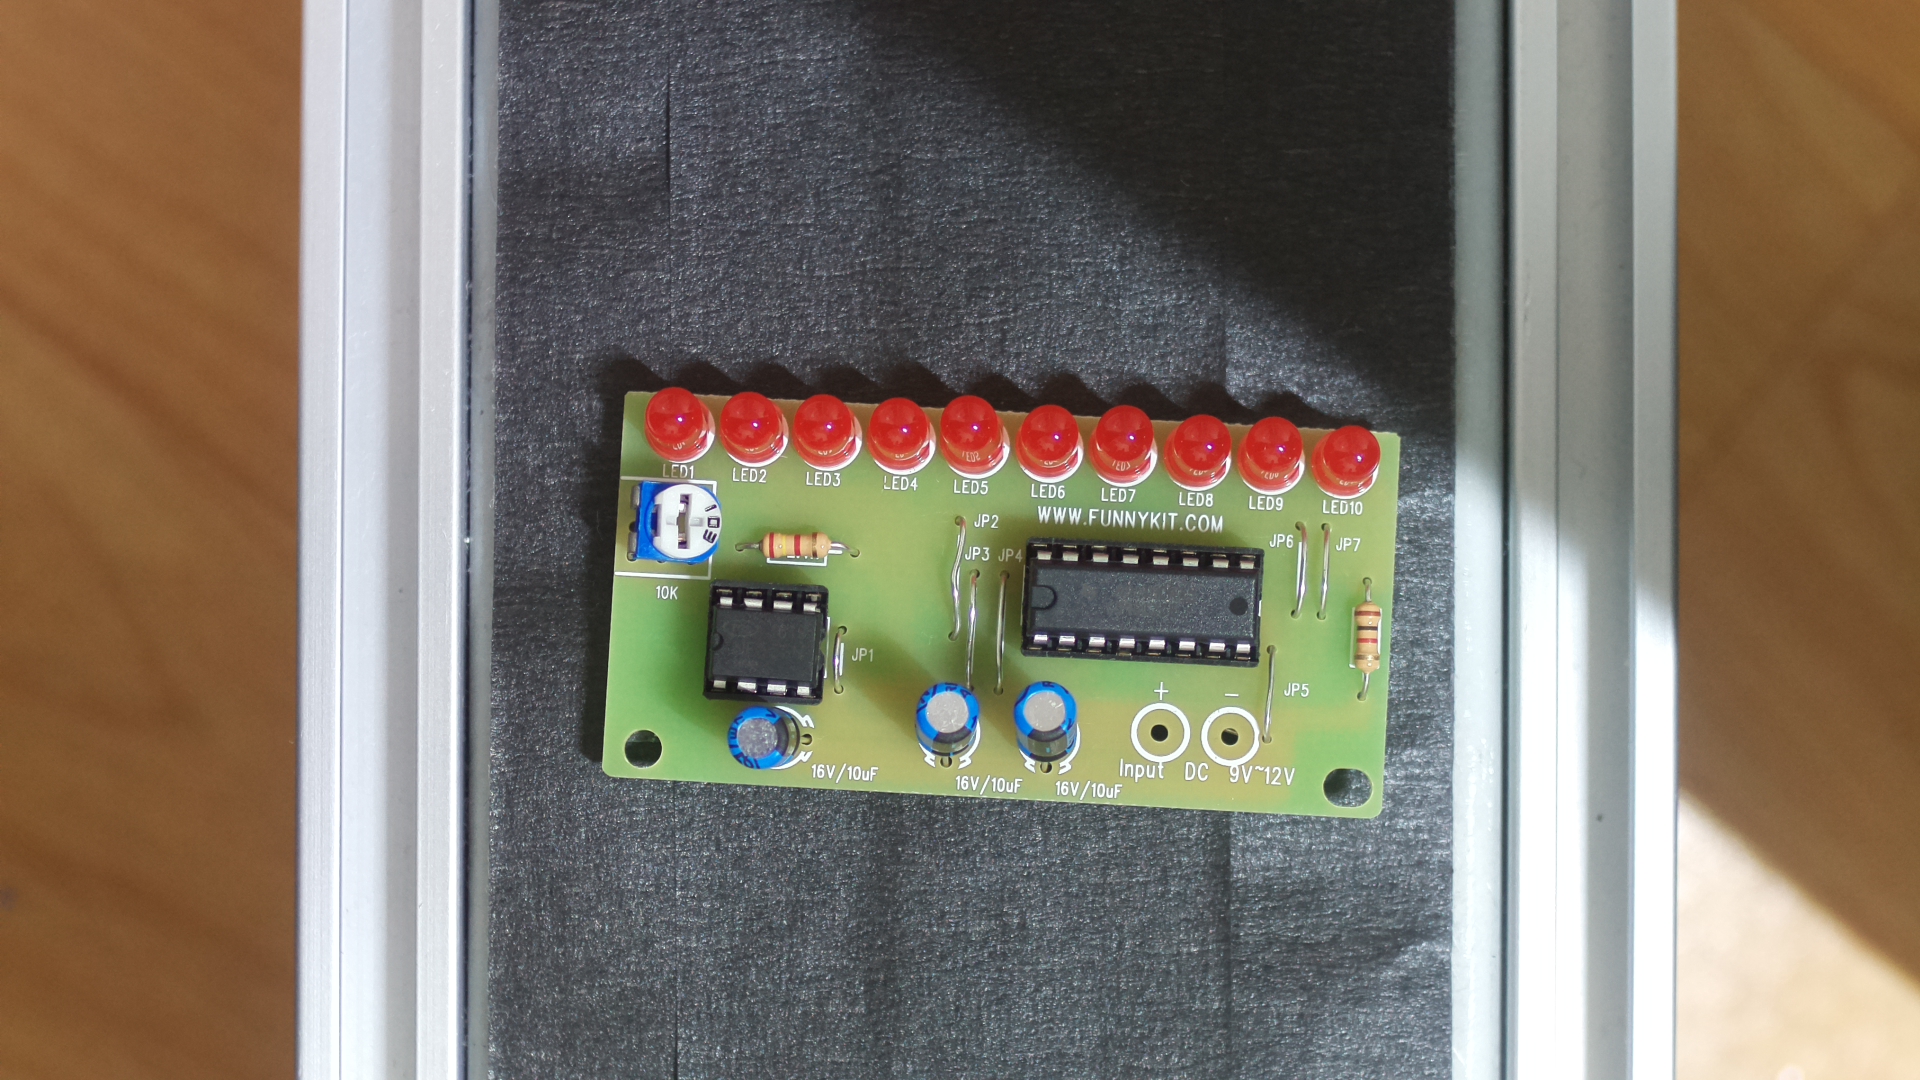 LED1 LED2 LED3 LED4 LED5 LED6 LED7 LED8 LED9 LED10
WWW.FUNNYKIT.COM
JP2
JP3 JP4
JP6 JP7
10K
JP1
JP5
+ −
Input DC 9V~12V
16V/10uF 16V/10uF 16V/10uF